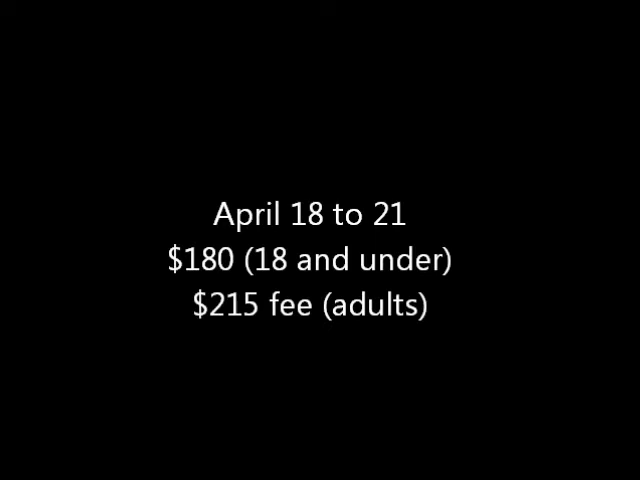 April 18 to 21
$180 (18 and under)
$215 fee (adults)